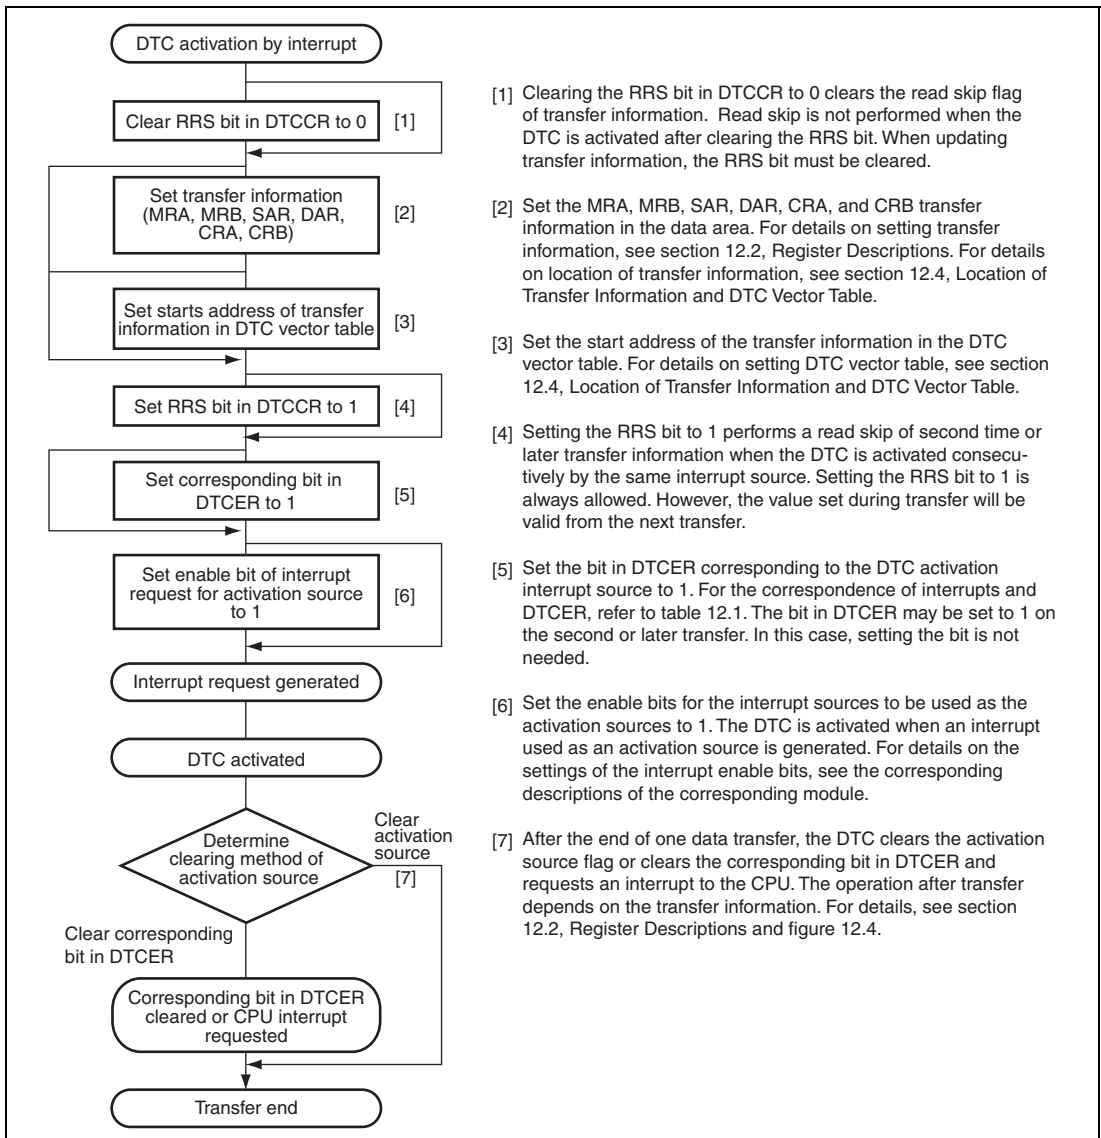 DTC activation by interrupt
Clear RRS bit in DTCCR to 0
[1]
Set transfer information
(MRA, MRB, SAR, DAR,
CRA, CRB)
[2]
Set starts address of transfer
information in DTC vector table
[3]
Set RRS bit in DTCCR to 1
[4]
Set corresponding bit in
DTCER to 1
[5]
Set enable bit of interrupt
request for activation source
to 1
[6]
Interrupt request generated
DTC activated
Determine
clearing method of
activation source
Clear
activation
source
[7]
Clear corresponding
bit in DTCER
Corresponding bit in DTCER
cleared or CPU interrupt
requested
Transfer end
[1] Clearing the RRS bit in DTCCR to 0 clears the read skip flag
of transfer information. Read skip is not performed when the
DTC is activated after clearing the RRS bit. When updating
transfer information, the RRS bit must be cleared.
[2] Set the MRA, MRB, SAR, DAR, CRA, and CRB transfer
information in the data area. For details on setting transfer
information, see section 12.2, Register Descriptions. For details
on location of transfer information, see section 12.4, Location of
Transfer Information and DTC Vector Table.
[3] Set the start address of the transfer information in the DTC
vector table. For details on setting DTC vector table, see section
12.4, Location of Transfer Information and DTC Vector Table.
[4] Setting the RRS bit to 1 performs a read skip of second time or
later transfer information when the DTC is activated consecu-
tively by the same interrupt source. Setting the RRS bit to 1 is
always allowed. However, the value set during transfer will be
valid from the next transfer.
[5] Set the bit in DTCER corresponding to the DTC activation
interrupt source to 1. For the correspondence of interrupts and
DTCER, refer to table 12.1. The bit in DTCER may be set to 1 on
the second or later transfer. In this case, setting the bit is not
needed.
[6] Set the enable bits for the interrupt sources to be used as the
activation sources to 1. The DTC is activated when an interrupt
used as an activation source is generated. For details on the
settings of the interrupt enable bits, see the corresponding
descriptions of the corresponding module.
[7] After the end of one data transfer, the DTC clears the activation
source flag or clears the corresponding bit in DTCER and
requests an interrupt to the CPU. The operation after transfer
depends on the transfer information. For details, see section
12.2, Register Descriptions and figure 12.4.